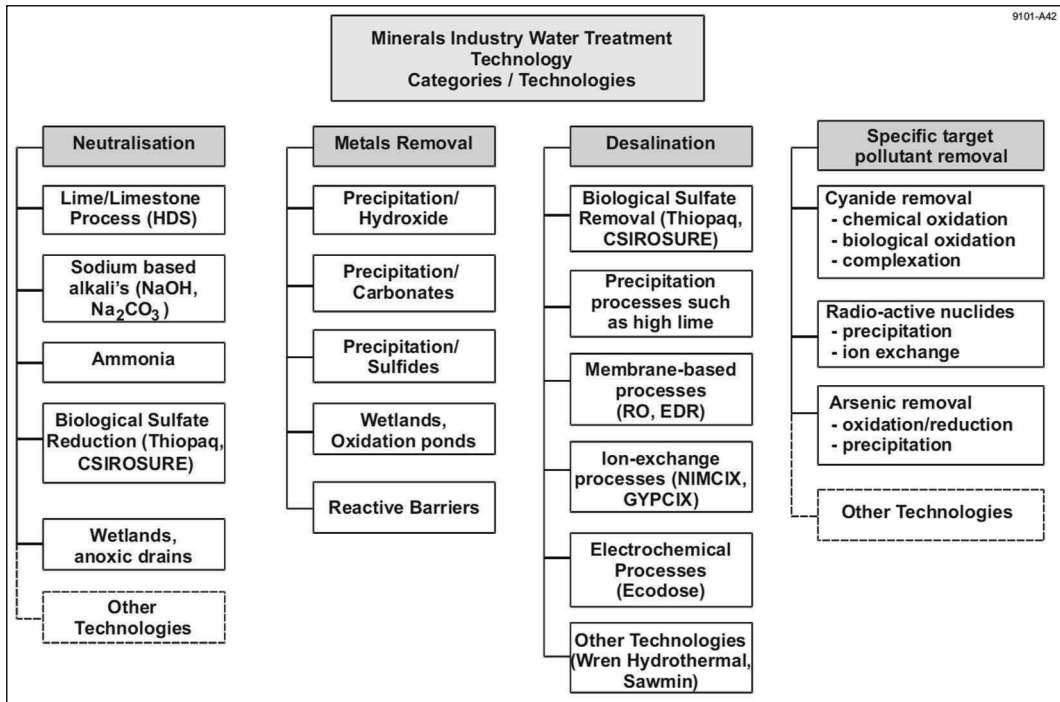 9101-A42
Minerals Industry Water Treatment
Technology
Categories / Technologies
Neutralisation
Lime/Limestone
Process (HDS)
Sodium based
alkali's (NaOH,
Na₂CO₃ )
Ammonia
Biological Sulfate
Reduction (Thiopaq,
CSIROSURE)
Wetlands,
anoxic drains
Other
Technologies
Metals Removal
Precipitation/
Hydroxide
Precipitation/
Carbonates
Precipitation/
Sulfides
Wetlands,
Oxidation ponds
Reactive Barriers
Desalination
Biological Sulfate
Removal (Thiopaq,
CSIROSURE)
Precipitation
processes such
as high lime
Membrane-based
processes
(RO, EDR)
Ion-exchange
processes (NIMCIX,
GYPCIX)
Electrochemical
Processes
(Ecodose)
Other Technologies
(Wren Hydrothermal,
Sawmin)
Specific target
pollutant removal
Cyanide removal
- chemical oxidation
- biological oxidation
- complexation
Radio-active nuclides
- precipitation
- ion exchange
Arsenic removal
- oxidation/reduction
- precipitation
Other Technologies